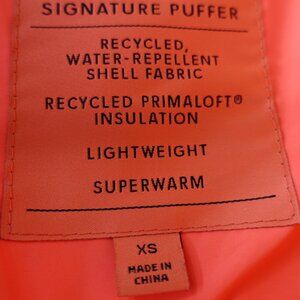 SIGNATURE PUFFER
RECYCLED,
WATER-REPELLENT
SHELL FABRIC
RECYCLED PRIMALOFT®
INSULATION
LIGHTWEIGHT
SUPERWARM
XS
MADE IN
CHINA